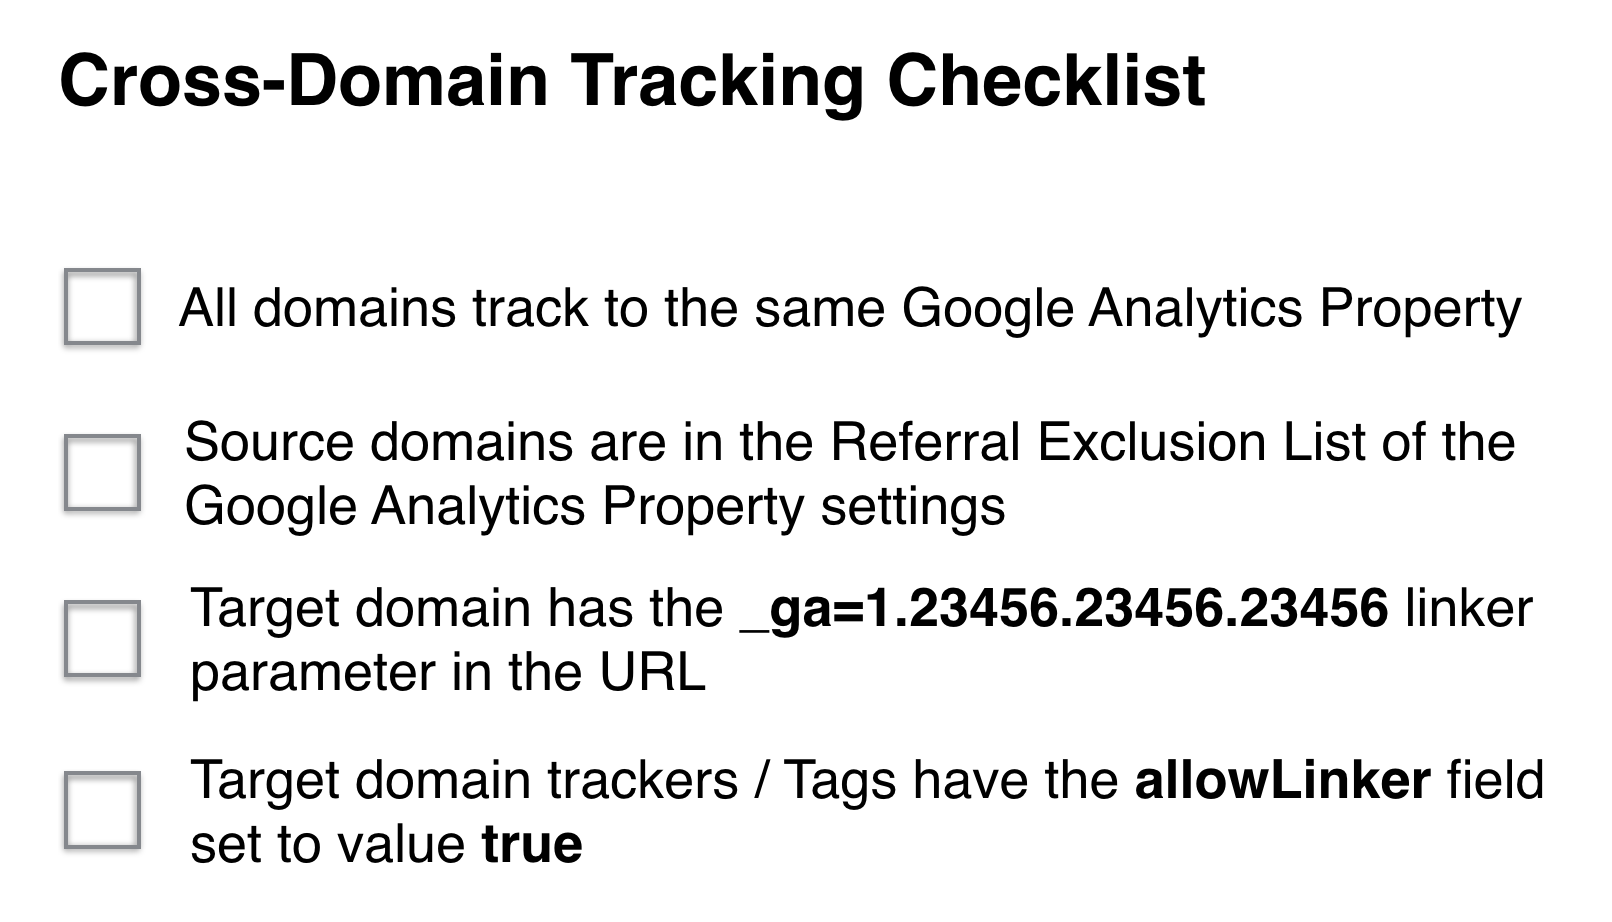 Cross-Domain Tracking Checklist
All domains track to the same Google Analytics Property
Source domains are in the Referral Exclusion List of the
Google Analytics Property settings
Target domain has the _ga=1.23456.23456.23456 linker
parameter in the URL
Target domain trackers / Tags have the allowLinker field
set to value true